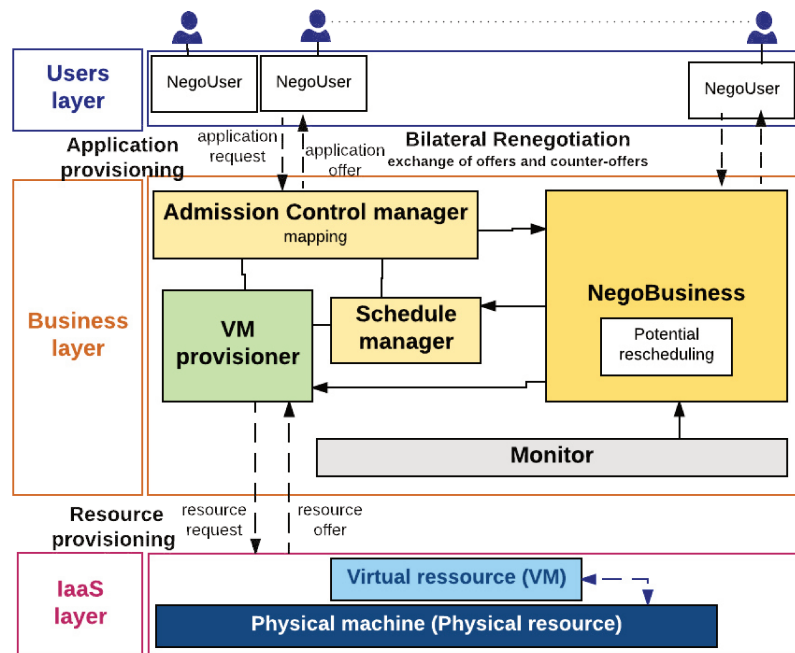 Users
layer
NegoUser
NegoUser
NegoUser
Application
provisioning
application
request
application
offer
Bilateral Renegotiation
exchange of offers and counter-offers
Business
layer
Admission Control manager
mapping
VM
provisioner
Schedule
manager
NegoBusiness
Potential
rescheduling
Monitor
Resource
provisioning
resource
request
resource
offer
IaaS
layer
Virtual ressource (VM)
Physical machine (Physical resource)